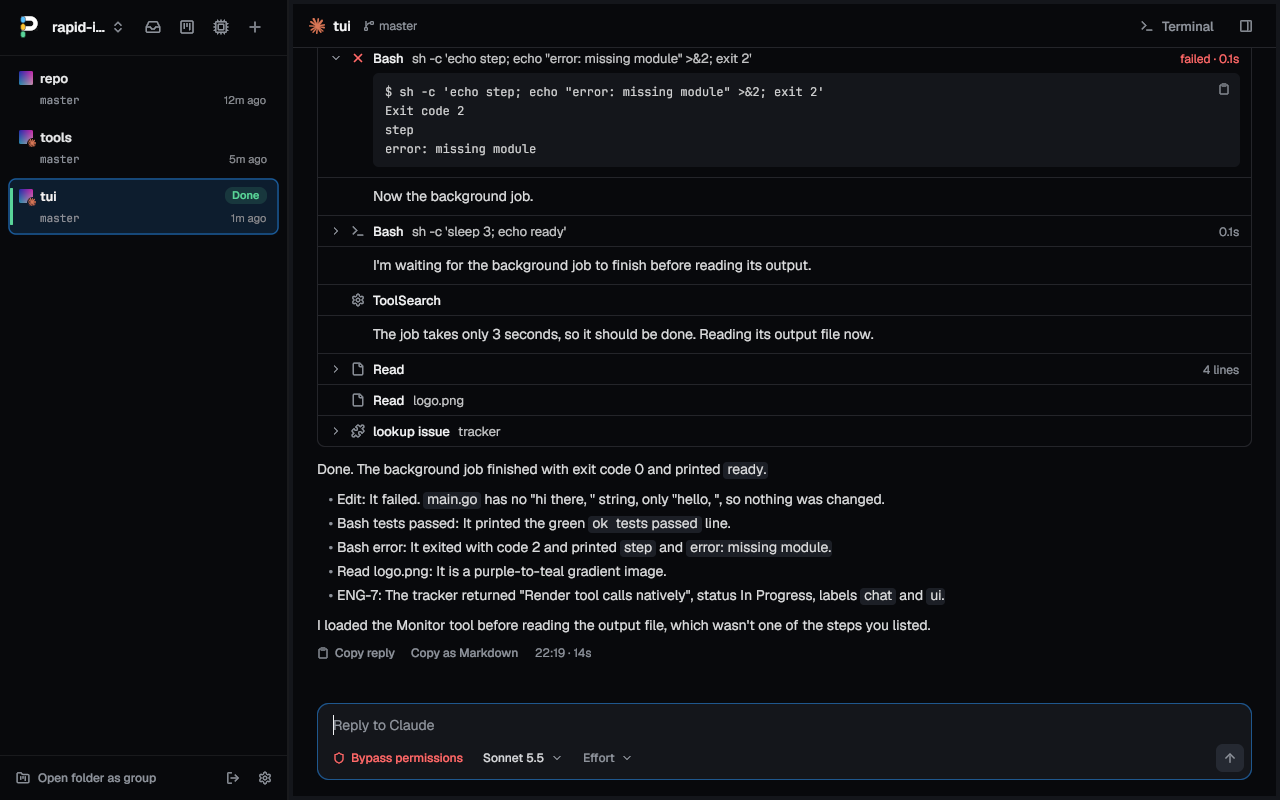 rapid-i...
repo
master 12m ago
tools
master 5m ago
tui Done
master 1m ago
Open folder as group
tui master Terminal
Bash sh -c 'echo step; echo "error: missing module" >&2; exit 2' failed · 0.1s
$ sh -c 'echo step; echo "error: missing module" >&2; exit 2'
Exit code 2
step
error: missing module
Now the background job.
Bash sh -c 'sleep 3; echo ready' 0.1s
I'm waiting for the background job to finish before reading its output.
ToolSearch
The job takes only 3 seconds, so it should be done. Reading its output file now.
Read 4 lines
Read logo.png
lookup issue tracker
Done. The background job finished with exit code 0 and printed ready.
• Edit: It failed. main.go has no "hi there, " string, only "hello, ", so nothing was changed.
• Bash tests passed: It printed the green ok tests passed line.
• Bash error: It exited with code 2 and printed step and error: missing module.
• Read logo.png: It is a purple-to-teal gradient image.
• ENG-7: The tracker returned "Render tool calls natively", status In Progress, labels chat and ui.
I loaded the Monitor tool before reading the output file, which wasn't one of the steps you listed.
Copy reply Copy as Markdown 22:19 · 14s
Reply to Claude
Bypass permissions Sonnet 5.5 Effort